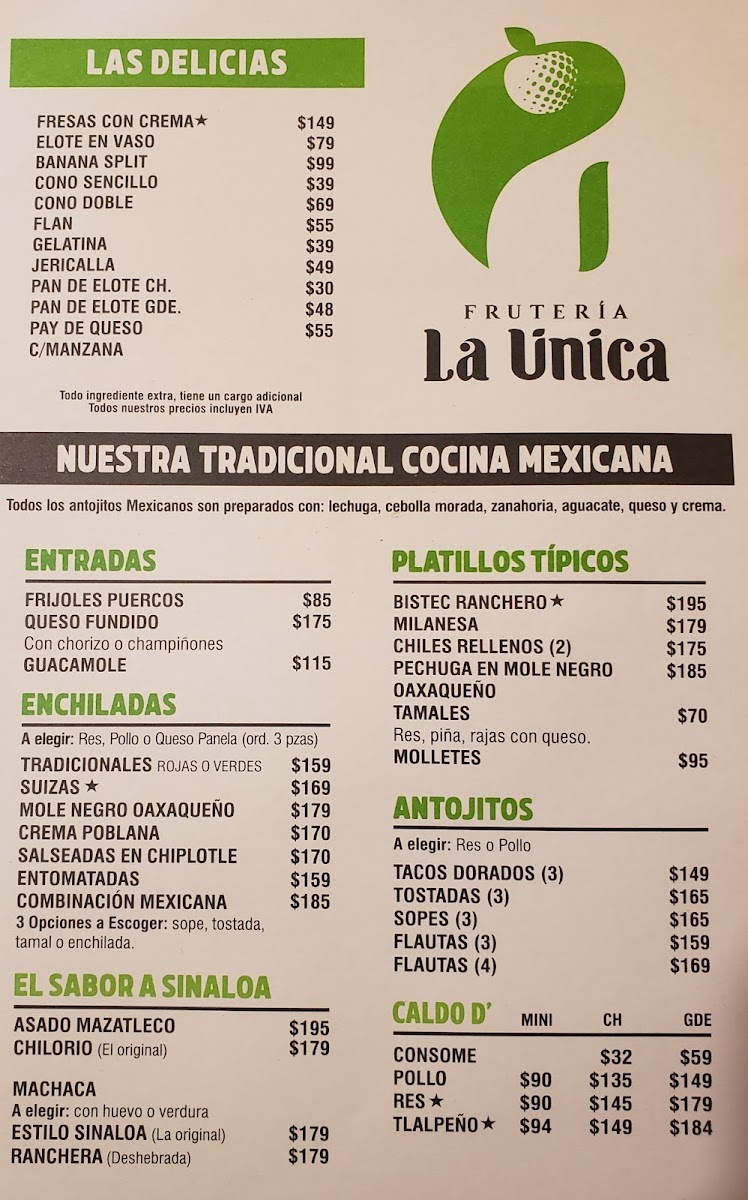 LAS DELICIAS
FRESAS CON CREMA★ $149
ELOTE EN VASO $79
BANANA SPLIT $99
CONO SENCILLO $39
CONO DOBLE $69
FLAN $55
GELATINA $39
JERICALLA $49
PAN DE ELOTE CH. $30
PAN DE ELOTE GDE. $48
PAY DE QUESO $55
C/MANZANA
Todo ingrediente extra, tiene un cargo adicional
Todos nuestros precios incluyen IVA
FRUTERÍA
La Única
NUESTRA TRADICIONAL COCINA MEXICANA
Todos los antojitos Mexicanos son preparados con: lechuga, cebolla morada, zanahoria, aguacate, queso y crema.
ENTRADAS
FRIJOLES PUERCOS $85
QUESO FUNDIDO $175
Con chorizo o champiñones
GUACAMOLE $115
ENCHILADAS
A elegir: Res, Pollo o Queso Panela (ord. 3 pzas)
TRADICIONALES ROJAS O VERDES $159
SUIZAS ★ $169
MOLE NEGRO OAXAQUEÑO $179
CREMA POBLANA $170
SALSEADAS EN CHIPLOTLE $170
ENTOMATADAS $159
COMBINACIÓN MEXICANA $185
3 Opciones a Escoger: sope, tostada,
tamal o enchilada.
EL SABOR A SINALOA
ASADO MAZATLECO $195
CHILORIO (El original) $179
MACHACA
A elegir: con huevo o verdura
ESTILO SINALOA (La original) $179
RANCHERA (Deshebrada) $179
PLATILLOS TÍPICOS
BISTEC RANCHERO★ $195
MILANESA $179
CHILES RELLENOS (2) $175
PECHUGA EN MOLE NEGRO $185
OAXAQUEÑO
TAMALES $70
Res, piña, rajas con queso.
MOLLETES $95
ANTOJITOS
A elegir: Res o Pollo
TACOS DORADOS (3) $149
TOSTADAS (3) $165
SOPES (3) $165
FLAUTAS (3) $159
FLAUTAS (4) $169
CALDO D' MINI CH GDE
CONSOME $32 $59
POLLO $90 $135 $149
RES ★ $90 $145 $179
TLALPEÑO ★ $94 $149 $184